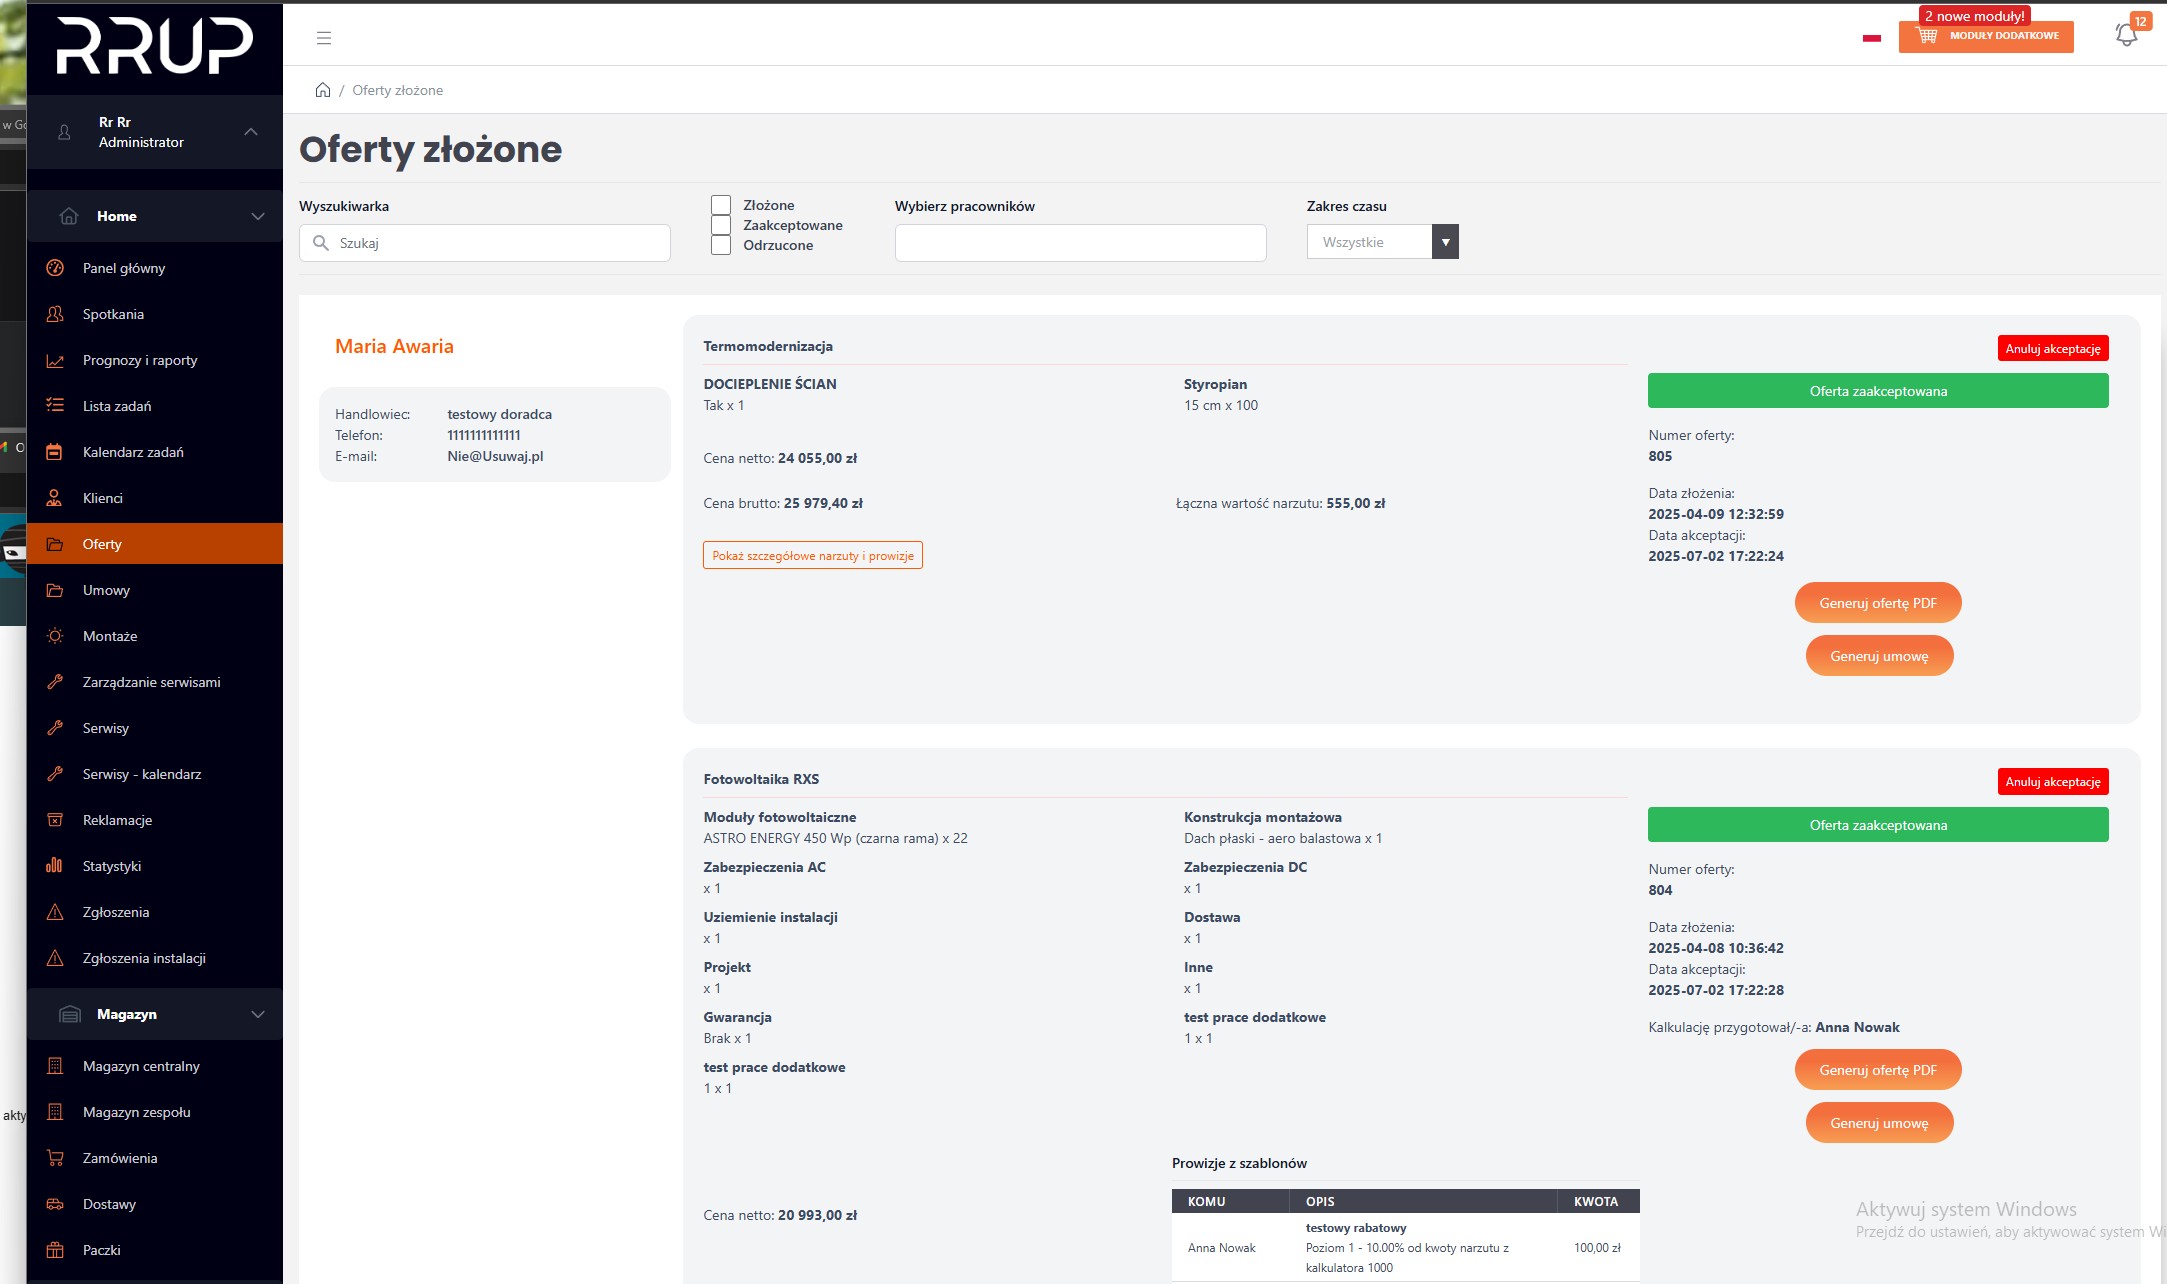 RRUP
Rr Rr
Administrator
Home
Panel główny
Spotkania
Prognozy i raporty
Lista zadań
Kalendarz zadań
Klienci
Oferty
Umowy
Montaże
Zarządzanie serwisami
Serwisy
Serwisy - kalendarz
Reklamacje
Statystyki
Zgłoszenia
Zgłoszenia instalacji
Magazyn
Magazyn centralny
Magazyn zespołu
Zamówienia
Dostawy
Paczki
w Go
O
akty
2 nowe moduły!
MODUŁY DODATKOWE
12
/ Oferty złożone
Oferty złożone
Wyszukiwarka
Szukaj
Złożone
Zaakceptowane
Odrzucone
Wybierz pracowników
Zakres czasu
Wszystkie
Maria Awaria
Handlowiec: testowy doradca
Telefon: 1111111111111
E-mail: Nie@Usuwaj.pl
Termomodernizacja
DOCIEPLENIE ŚCIAN
Tak x 1
Styropian
15 cm x 100
Cena netto: 24 055,00 zł
Cena brutto: 25 979,40 zł
Łączna wartość narzutu: 555,00 zł
Pokaż szczegółowe narzuty i prowizje
Anuluj akceptację
Oferta zaakceptowana
Numer oferty:
805
Data złożenia:
2025-04-09 12:32:59
Data akceptacji:
2025-07-02 17:22:24
Generuj ofertę PDF
Generuj umowę
Fotowoltaika RXS
Moduły fotowoltaiczne
ASTRO ENERGY 450 Wp (czarna rama) x 22
Konstrukcja montażowa
Dach płaski - aero balastowa x 1
Zabezpieczenia AC
x 1
Zabezpieczenia DC
x 1
Uziemienie instalacji
x 1
Dostawa
x 1
Projekt
x 1
Inne
x 1
Gwarancja
Brak x 1
test prace dodatkowe
1 x 1
test prace dodatkowe
1 x 1
Cena netto: 20 993,00 zł
Prowizje z szablonów
KOMU OPIS KWOTA
testowy rabatowy
Anna Nowak Poziom 1 - 10.00% od kwoty narzutu z 100,00 zł
kalkulatora 1000
Anuluj akceptację
Oferta zaakceptowana
Numer oferty:
804
Data złożenia:
2025-04-08 10:36:42
Data akceptacji:
2025-07-02 17:22:28
Kalkulację przygotował/-a: Anna Nowak
Generuj ofertę PDF
Generuj umowę
Aktywuj system Windows
Przejdź do ustawień, aby aktywować system Wi